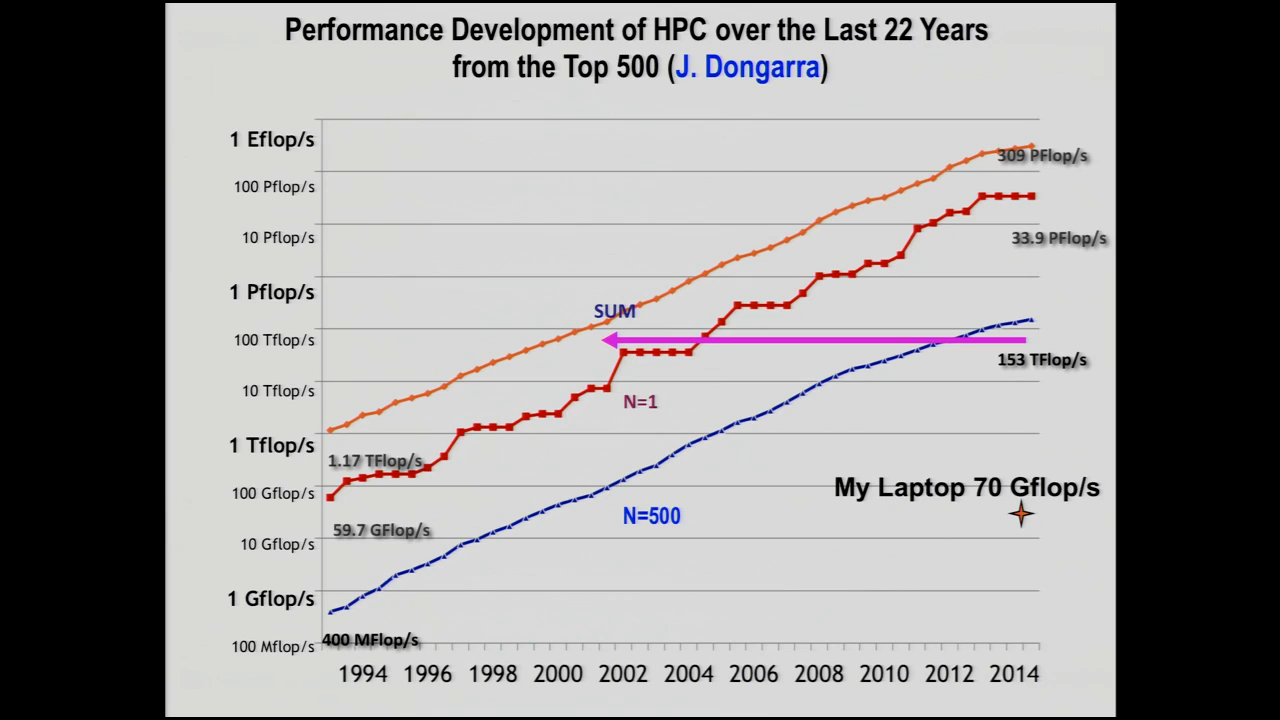 Performance Development of HPC over the Last 22 Years
from the Top 500 (J. Dongarra)
1 Eflop/s
100 Pflop/s
10 Pflop/s
1 Pflop/s
100 Tflop/s
10 Tflop/s
1 Tflop/s
100 Gflop/s
10 Gflop/s
1 Gflop/s
100 Mflop/s
309 PFlop/s
33.9 PFlop/s
SUM
153 TFlop/s
N=1
1.17 TFlop/s
My Laptop 70 Gflop/s
N=500
59.7 GFlop/s
400 MFlop/s
1994 1996 1998 2000 2002 2004 2006 2008 2010 2012 2014